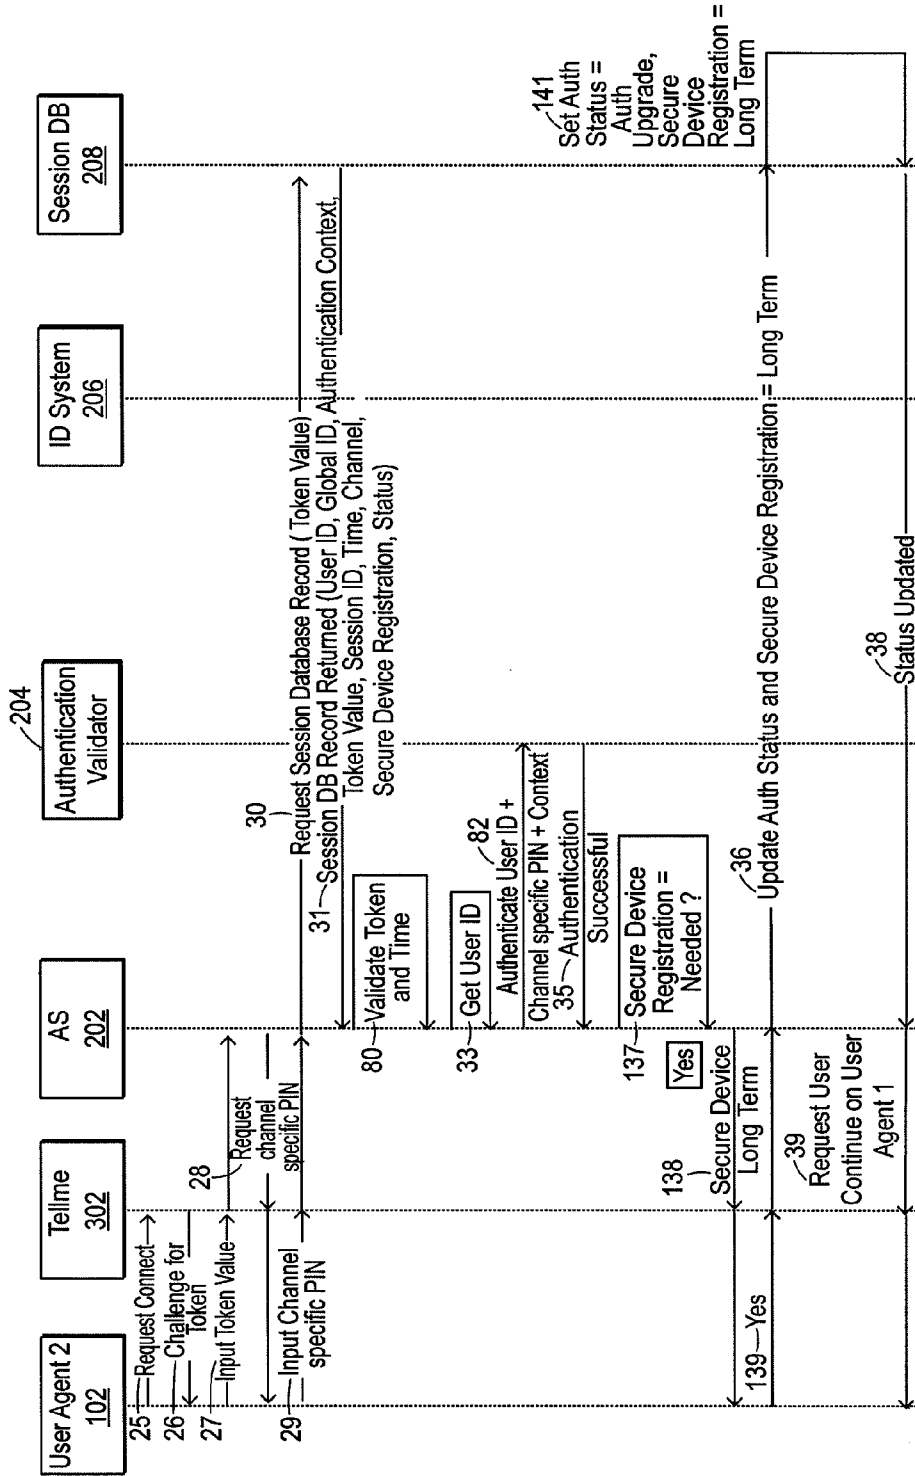 User Agent 2
102
Tellme
302
AS
202
204
Authentication
Validator
ID System
206
Session DB
208
25
Request Connect
26
Challenge for
Token
27
Input Token Value
28
Request
channel
specific PIN
29
Input Channel
specific PIN
30
Request Session Database Record ( Token Value)
31
Session DB Record Returned (User ID, Global ID, Authentication Context,
Token Value, Session ID, Time, Channel,
Secure Device Registration, Status)
80
Validate Token
and Time
33
Get User ID
82
Authenticate User ID +
Channel specific PIN + Context
35
Authentication
Successful
137
Secure Device
Registration =
Needed ?
Yes
138
Secure Device
Long Term
139
Yes
36
Update Auth Status and Secure Device Registration = Long Term
141
Set Auth
Status =
Auth
Upgrade,
Secure
Device
Registration =
Long Term
39
Request User
Continue on User
Agent 1
38
Status Updated